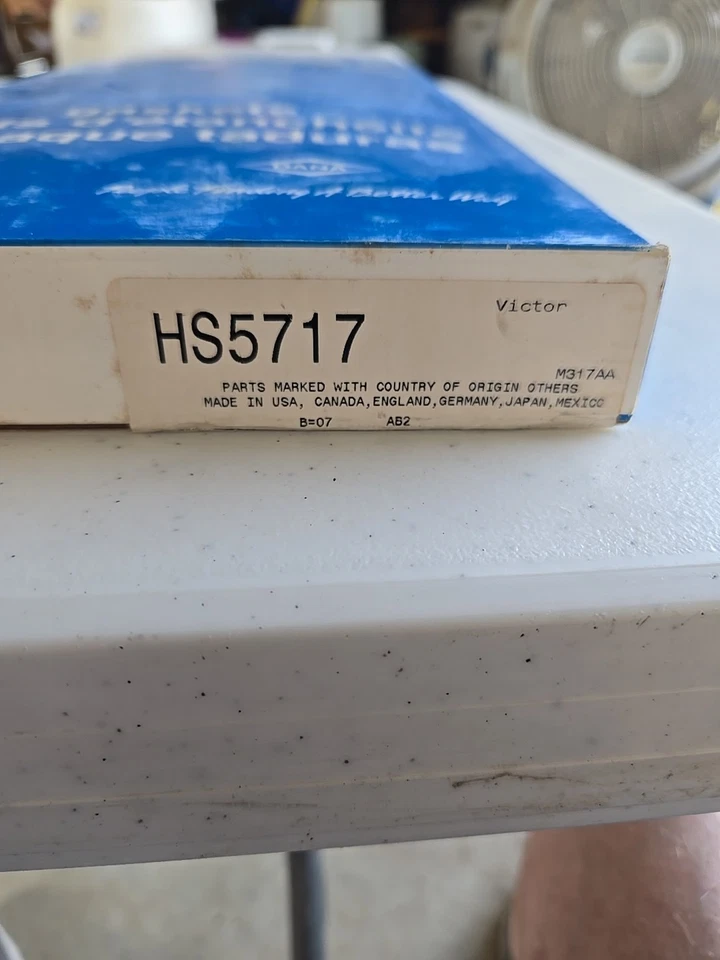 DANA
HS5717
Victor
M317AA
PARTS MARKED WITH COUNTRY OF ORIGIN OTHERS
MADE IN USA, CANADA,ENGLAND,GERMANY,JAPAN,MEXICO
B=07 AB2